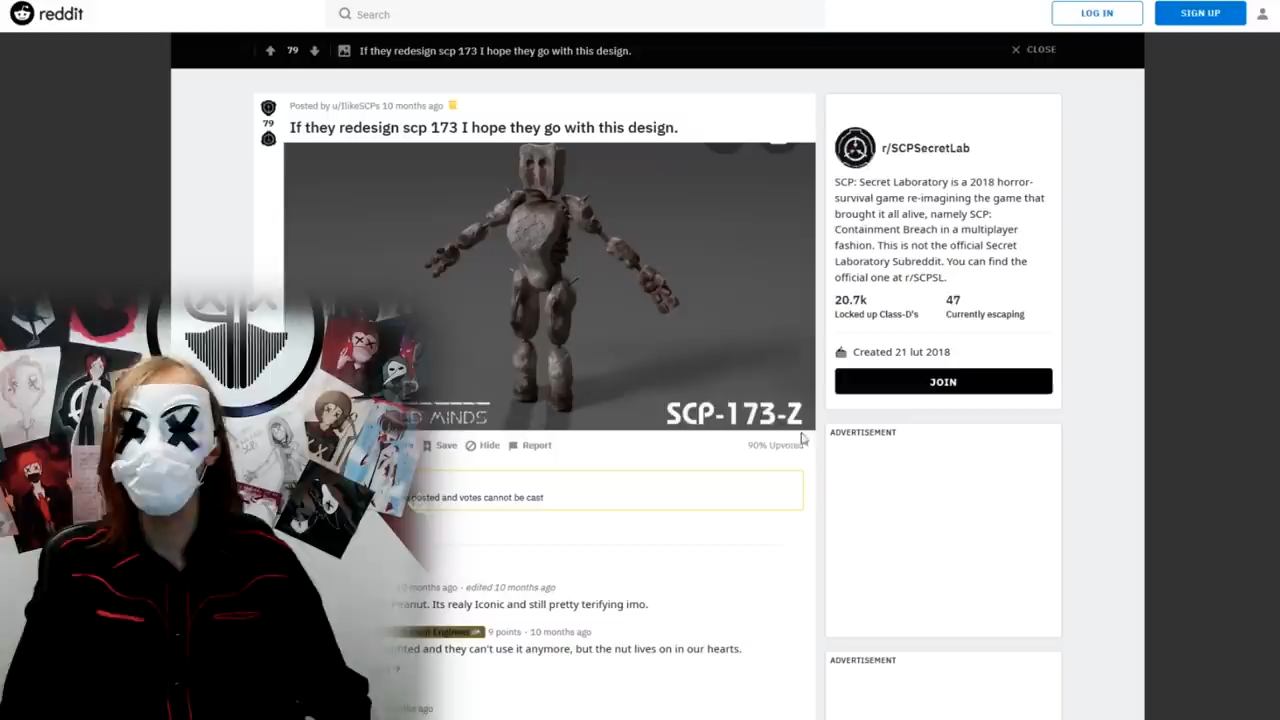 reddit
Search
LOG IN
SIGN UP
79
If they redesign scp 173 I hope they go with this design.
CLOSE
Posted by u/IlikeSCPs 10 months ago
79
If they redesign scp 173 I hope they go with this design.
MINDS
SCP-173-Z
Save
Hide
Report
90% Upvoted
posted and votes cannot be cast
months ago · edited 10 months ago
Peanut. Its realy Iconic and still pretty terifying imo.
9 points · 10 months ago
and they can't use it anymore, but the nut lives on in our hearts.
ago
r/SCPSecretLab
SCP: Secret Laboratory is a 2018 horror-
survival game re-imagining the game that
brought it all alive, namely SCP:
Containment Breach in a multiplayer
fashion. This is not the official Secret
Laboratory Subreddit. You can find the
official one at r/SCPSL.
20.7k
47
Locked up Class-D's
Currently escaping
Created 21 lut 2018
JOIN
ADVERTISEMENT
ADVERTISEMENT